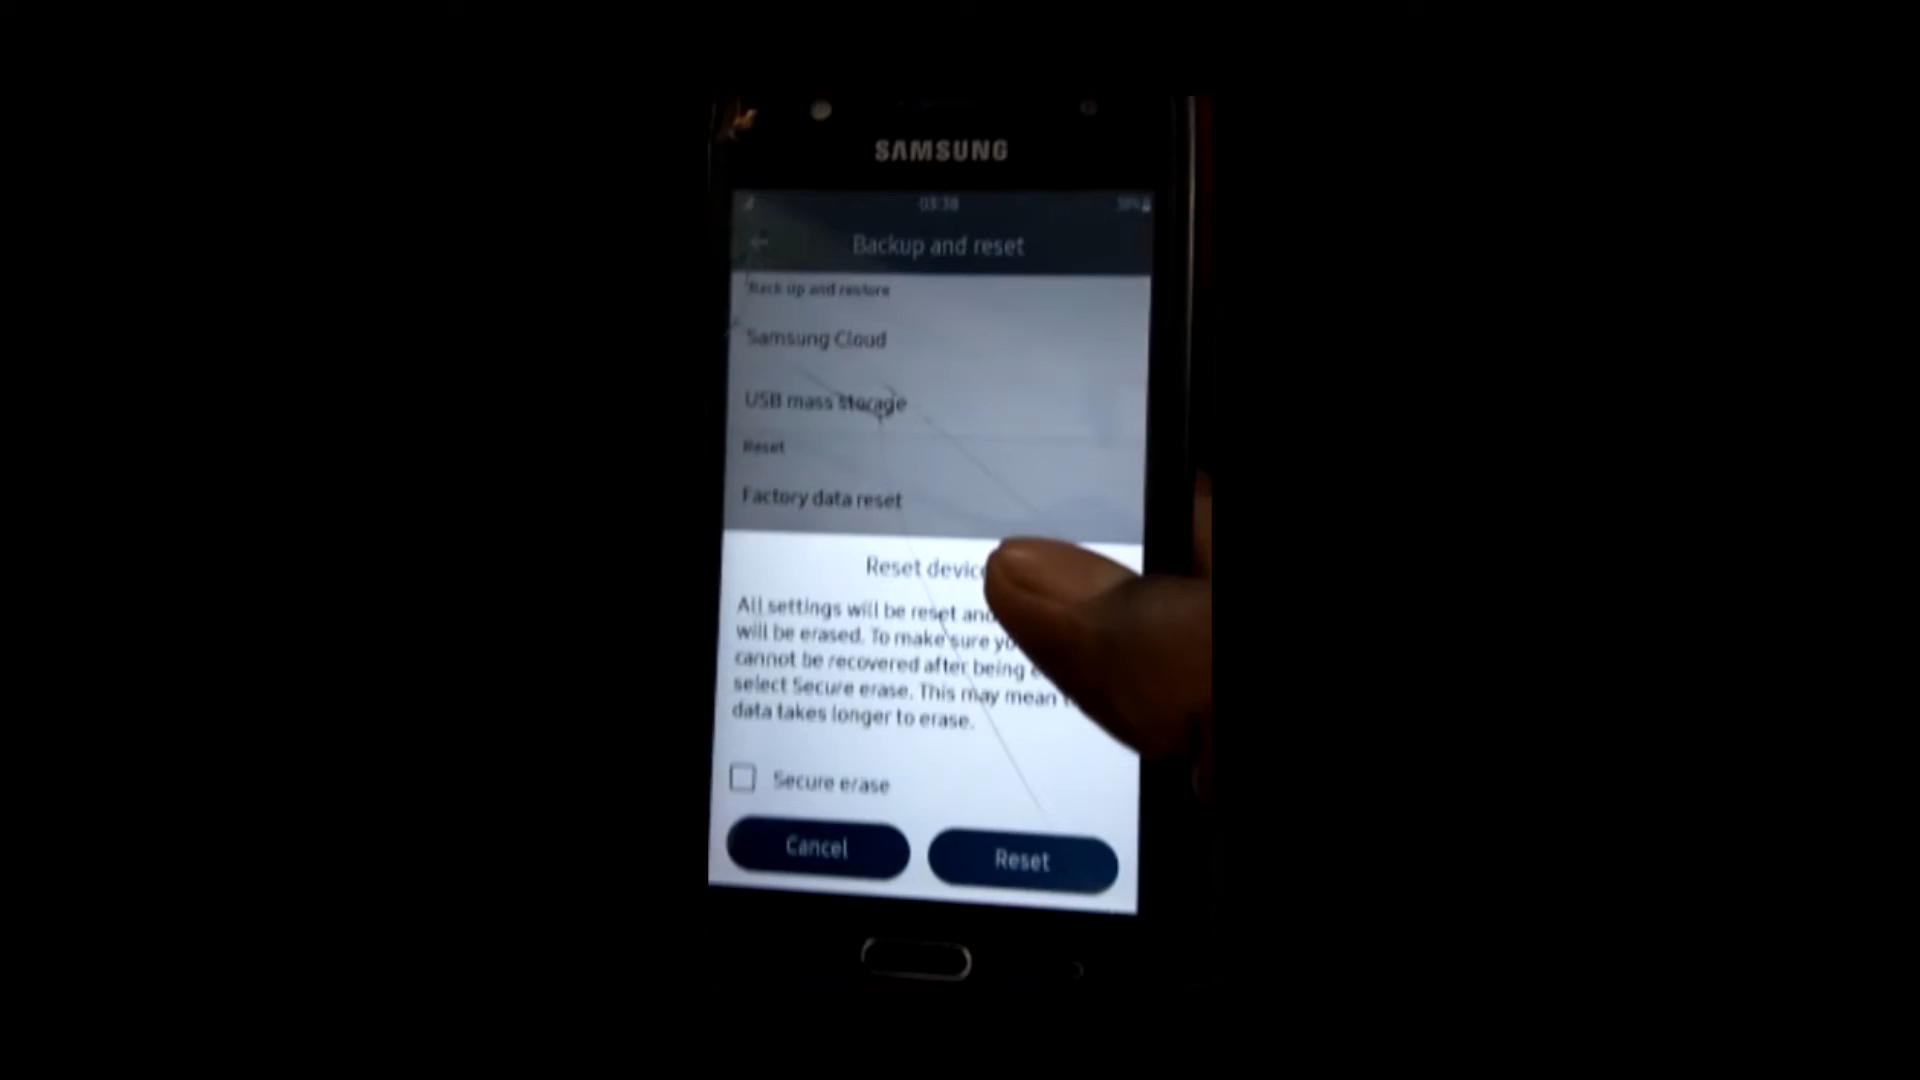 SAMSUNG
03:38
Backup and reset
Back up and restore
Samsung Cloud
USB mass storage
Reset
Factory data reset
Reset device
All settings will be reset and
will be erased. To make sure
cannot be recovered after being
select Secure erase. This may mean
data takes longer to erase.
Secure erase
Cancel
Reset